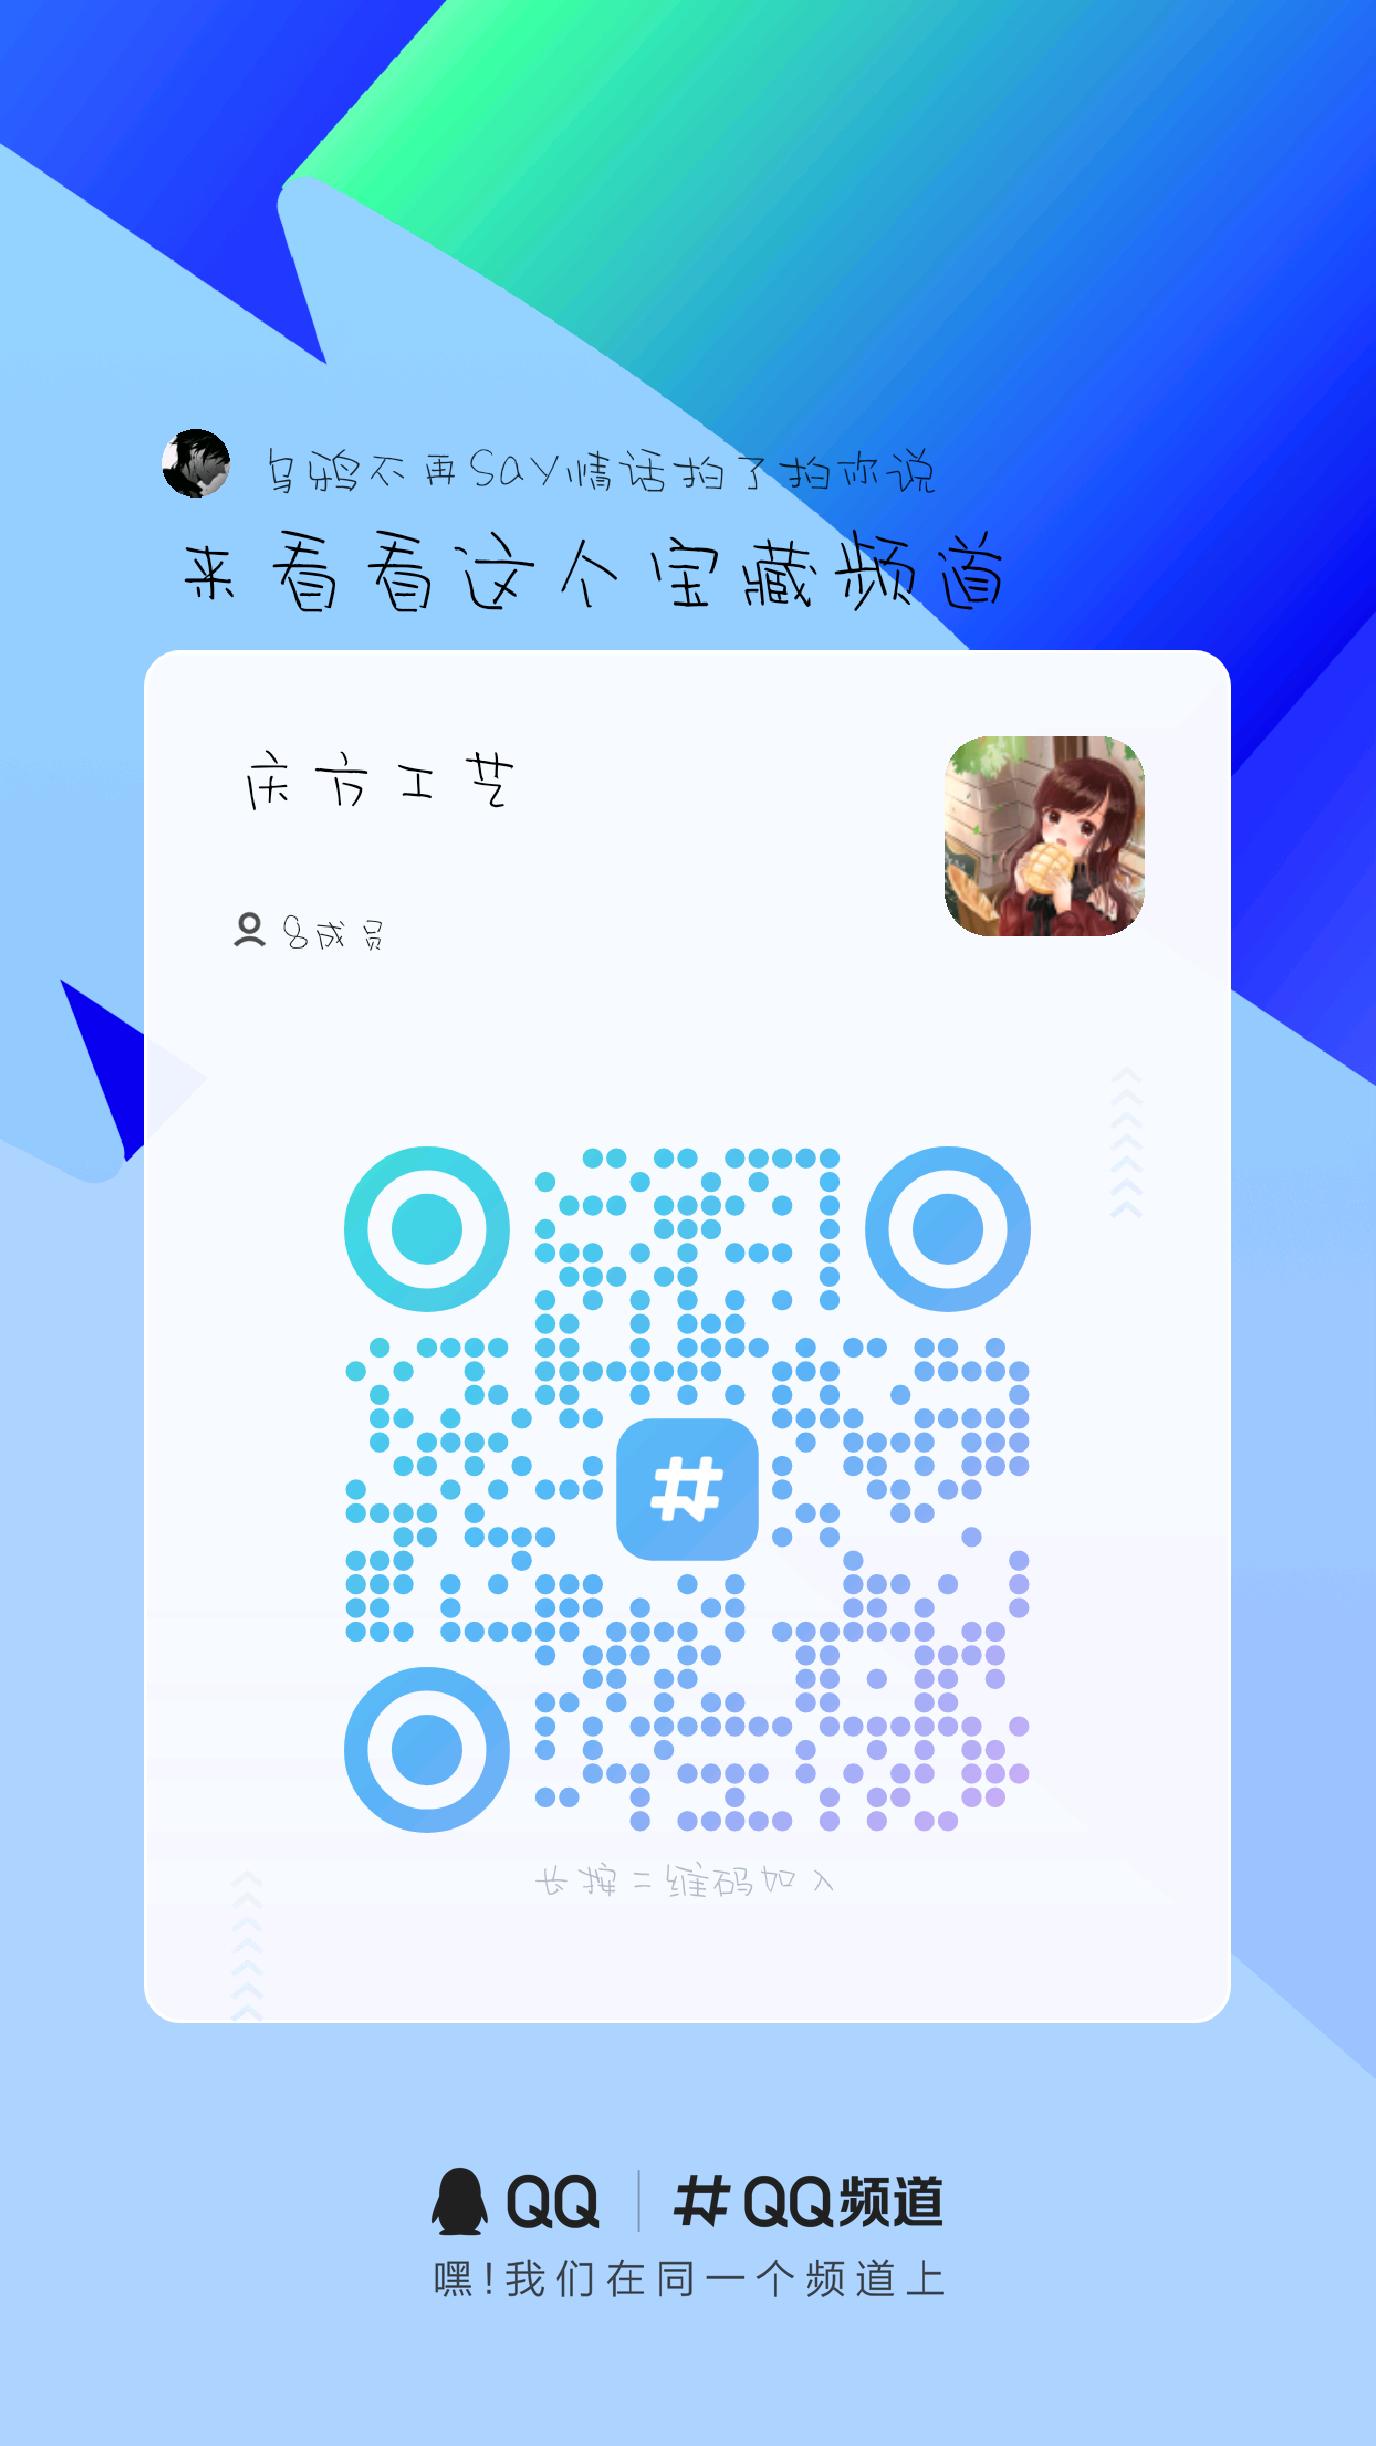 乌鸦不再Say情话拍了拍你说
来看看这个宝藏频道
庆方工艺
8成员
长按二维码加入
QQ | QQ频道
嘿!我们在同一个频道上